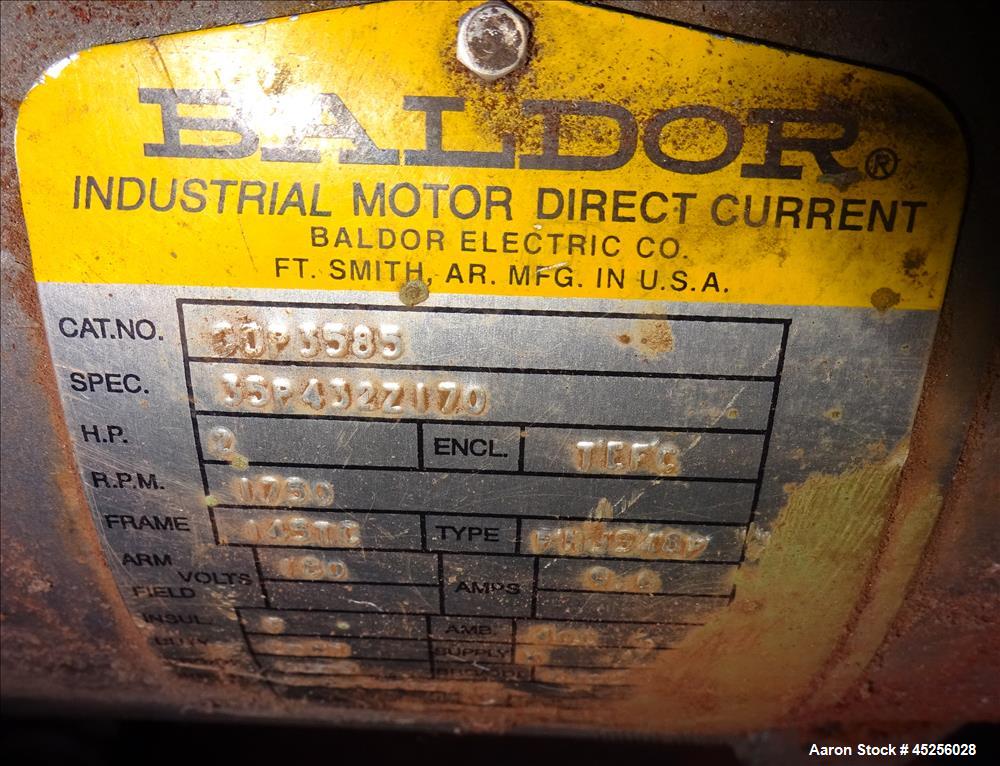 BALDOR®
INDUSTRIAL MOTOR DIRECT CURRENT
BALDOR ELECTRIC CO.
FT. SMITH, AR. MFG. IN U.S.A.
CAT.NO. CDP3585
SPEC. 35P432Z170
H.P. 2 ENCL. TEFC
R.P.M. 1750
FRAME 145TC TYPE
ARM 180 AMPS
VOLTS
FIELD
INSUL. AMB.
SUPPLY
Aaron Stock # 45256028